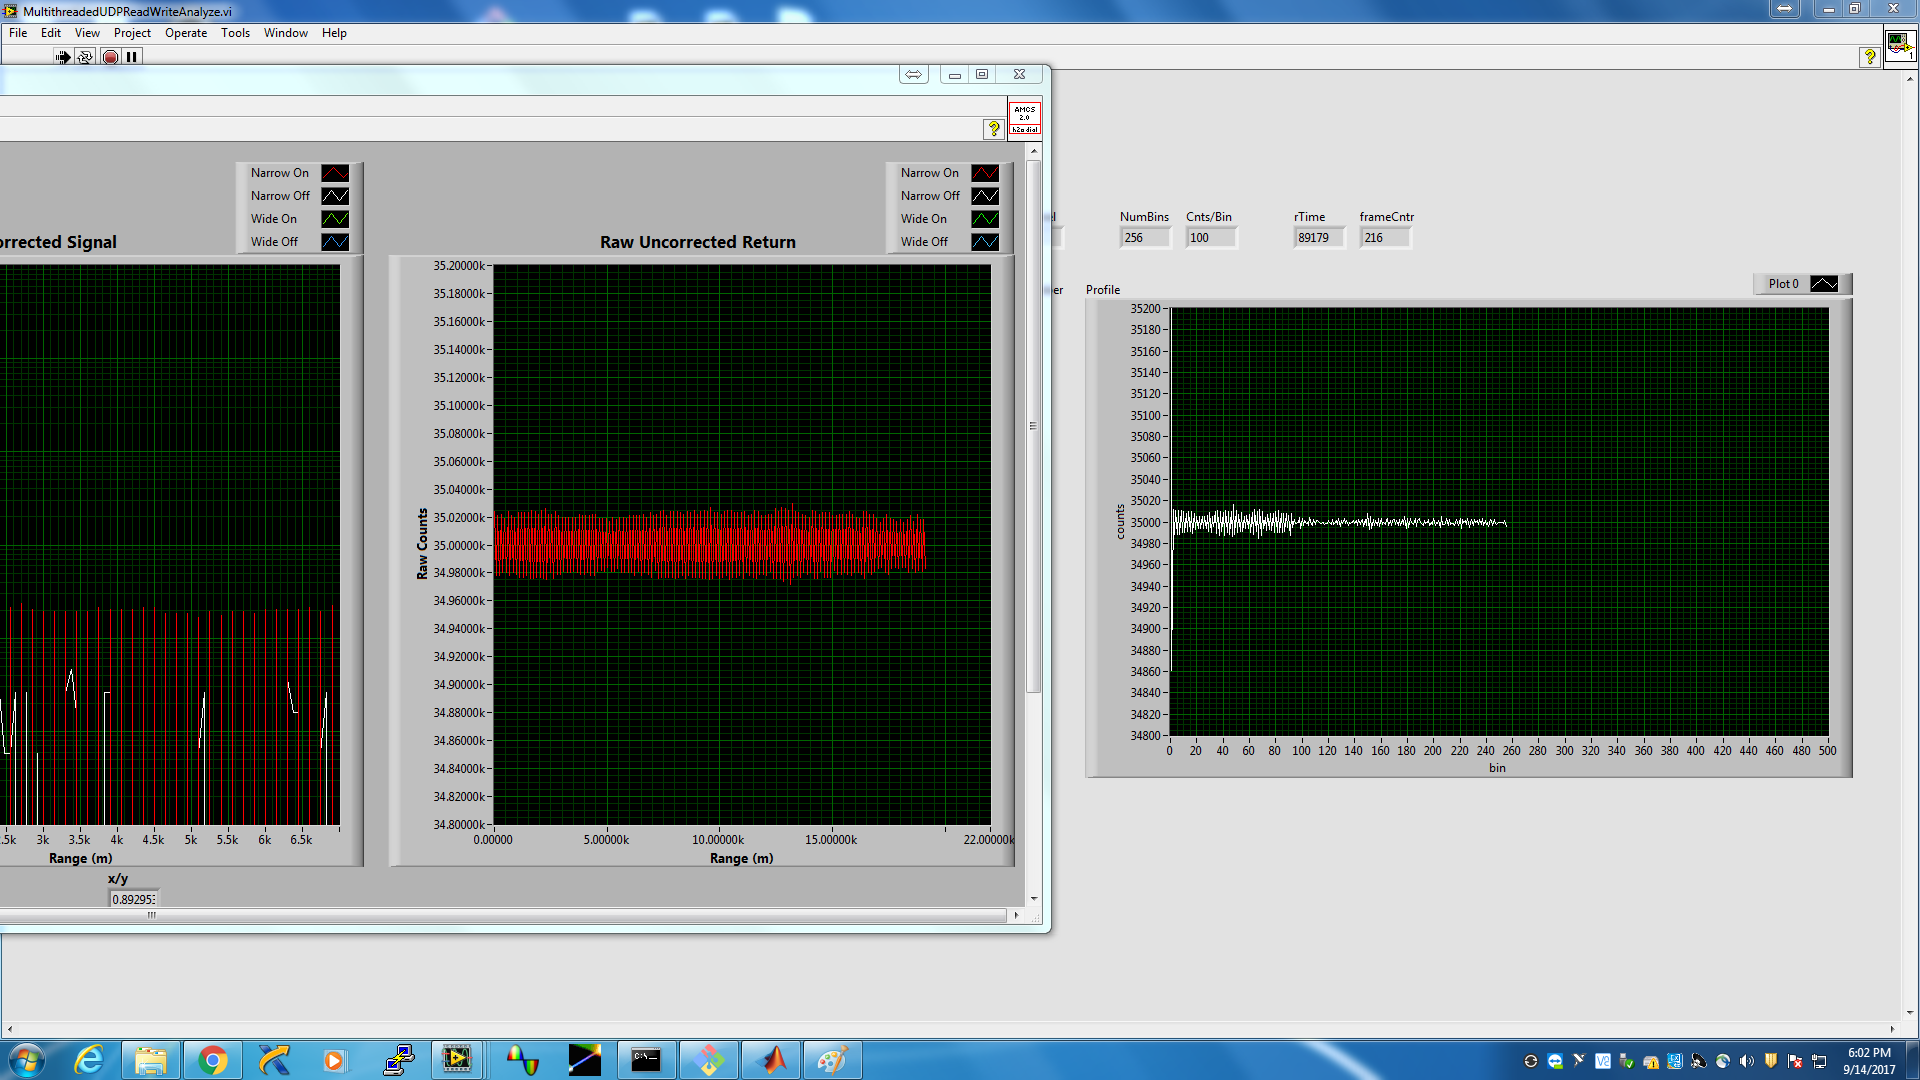 MultithreadedUDPReadWriteAnalyze.vi
File Edit View Project Operate Tools Window Help
AMCS
2.0
h2o dial
Narrow On
Narrow Off
Wide On
Wide Off
orrected Signal
2.5k 3k 3.5k 4k 4.5k 5k 5.5k 6k 6.5k
Range (m)
x/y
0.892953
Narrow On
Narrow Off
Wide On
Wide Off
Raw Uncorrected Return
35.20000k
35.18000k
35.16000k
35.14000k
35.12000k
35.10000k
35.08000k
35.06000k
35.04000k
35.02000k
35.00000k
34.98000k
34.96000k
34.94000k
34.92000k
34.90000k
34.88000k
34.86000k
34.84000k
34.82000k
34.80000k
Raw Counts
0.00000 5.00000k 10.00000k 15.00000k 22.00000k
Range (m)
el
er
NumBins Cnts/Bin rTime frameCntr
256 100 89179 216
Profile
Plot 0
35200
35180
35160
35140
35120
35100
35080
35060
35040
35020
35000
34980
34960
34940
34920
34900
34880
34860
34840
34820
34800
counts
0 20 40 60 80 100 120 140 160 180 200 220 240 260 280 300 320 340 360 380 400 420 440 460 480 500
bin
C:\
6:02 PM
9/14/2017